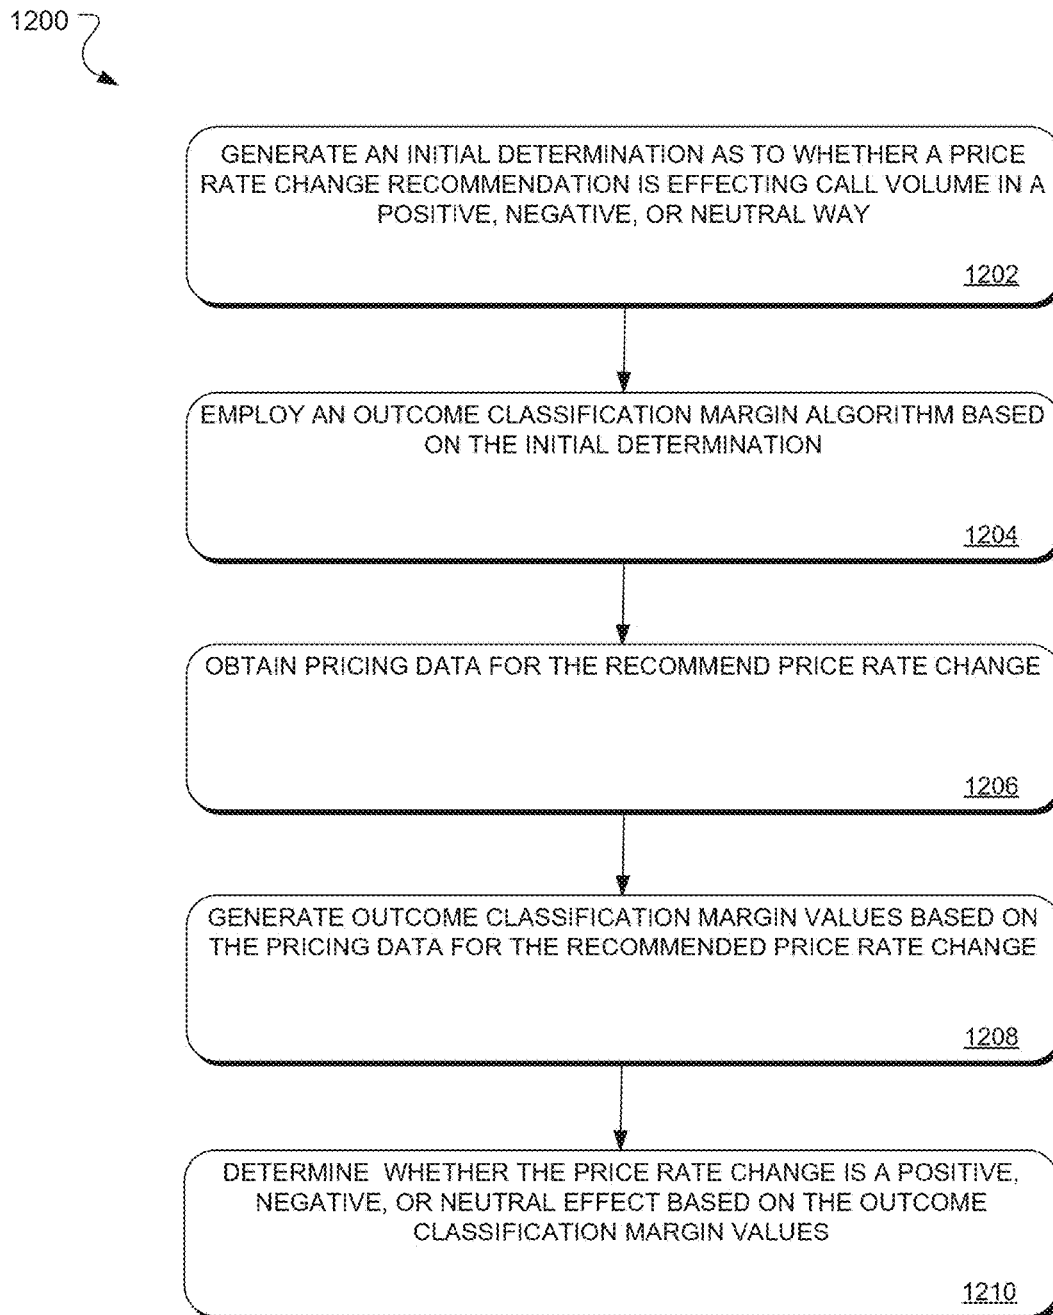 1200
GENERATE AN INITIAL DETERMINATION AS TO WHETHER A PRICE
RATE CHANGE RECOMMENDATION IS EFFECTING CALL VOLUME IN A
POSITIVE, NEGATIVE, OR NEUTRAL WAY
1202
EMPLOY AN OUTCOME CLASSIFICATION MARGIN ALGORITHM BASED
ON THE INITIAL DETERMINATION
1204
OBTAIN PRICING DATA FOR THE RECOMMEND PRICE RATE CHANGE
1206
GENERATE OUTCOME CLASSIFICATION MARGIN VALUES BASED ON
THE PRICING DATA FOR THE RECOMMENDED PRICE RATE CHANGE
1208
DETERMINE WHETHER THE PRICE RATE CHANGE IS A POSITIVE,
NEGATIVE, OR NEUTRAL EFFECT BASED ON THE OUTCOME
CLASSIFICATION MARGIN VALUES
1210